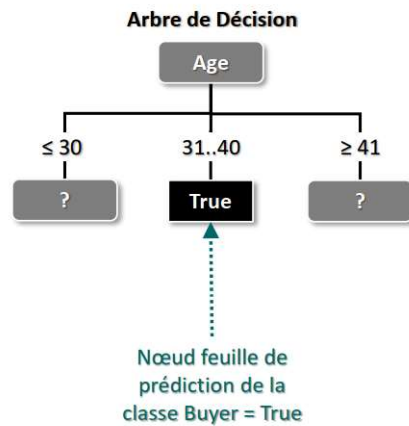 Arbre de Décision
Age
≤ 30
31..40
≥ 41
?
True
?
Nœud feuille de
prédiction de la
classe Buyer = True